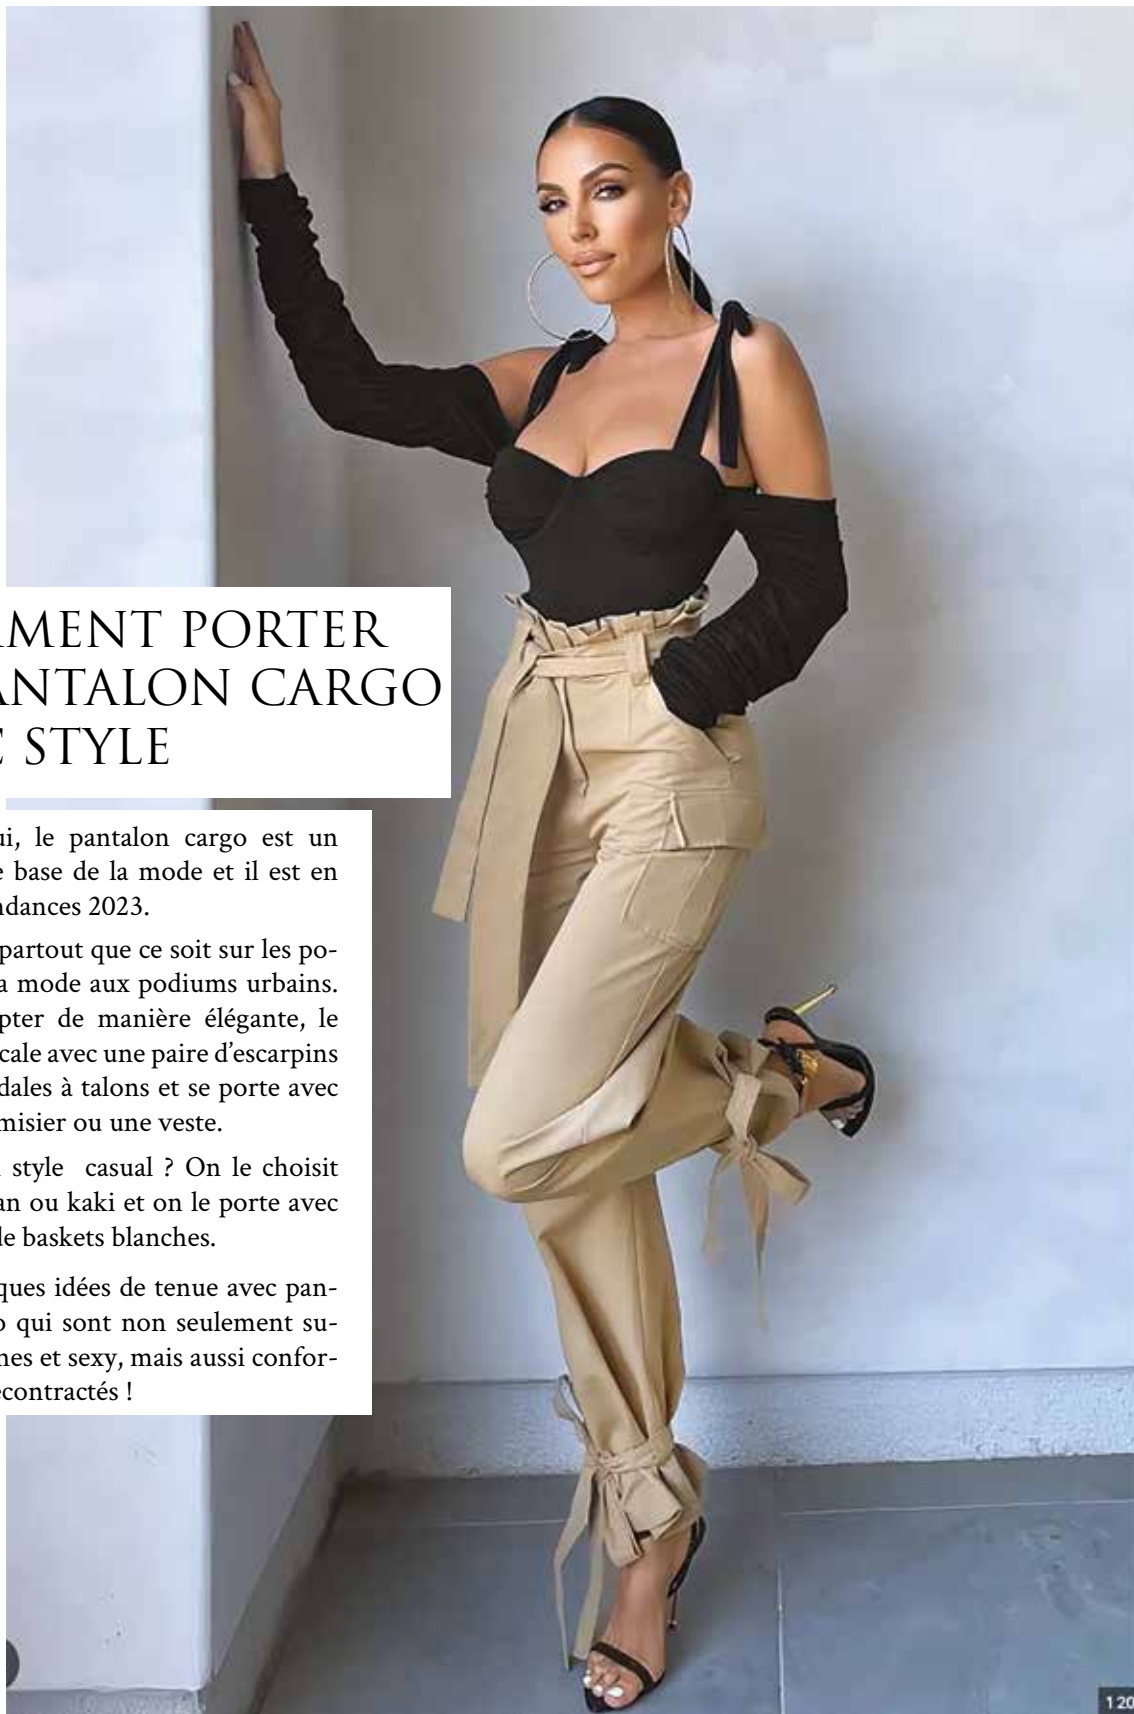 MENT PORTER
ANTALON CARGO
STYLE
ui, le pantalon cargo est un
e base de la mode et il est en
ndances 2023.
partout que ce soit sur les po-
a mode aux podiums urbains.
pter de manière élégante, le
cale avec une paire d’escarpins
dales à talons et se porte avec
misier ou une veste.
style casual ? On le choisit
an ou kaki et on le porte avec
de baskets blanches.
ques idées de tenue avec pan-
o qui sont non seulement su-
nes et sexy, mais aussi confor-
écontractés !
120